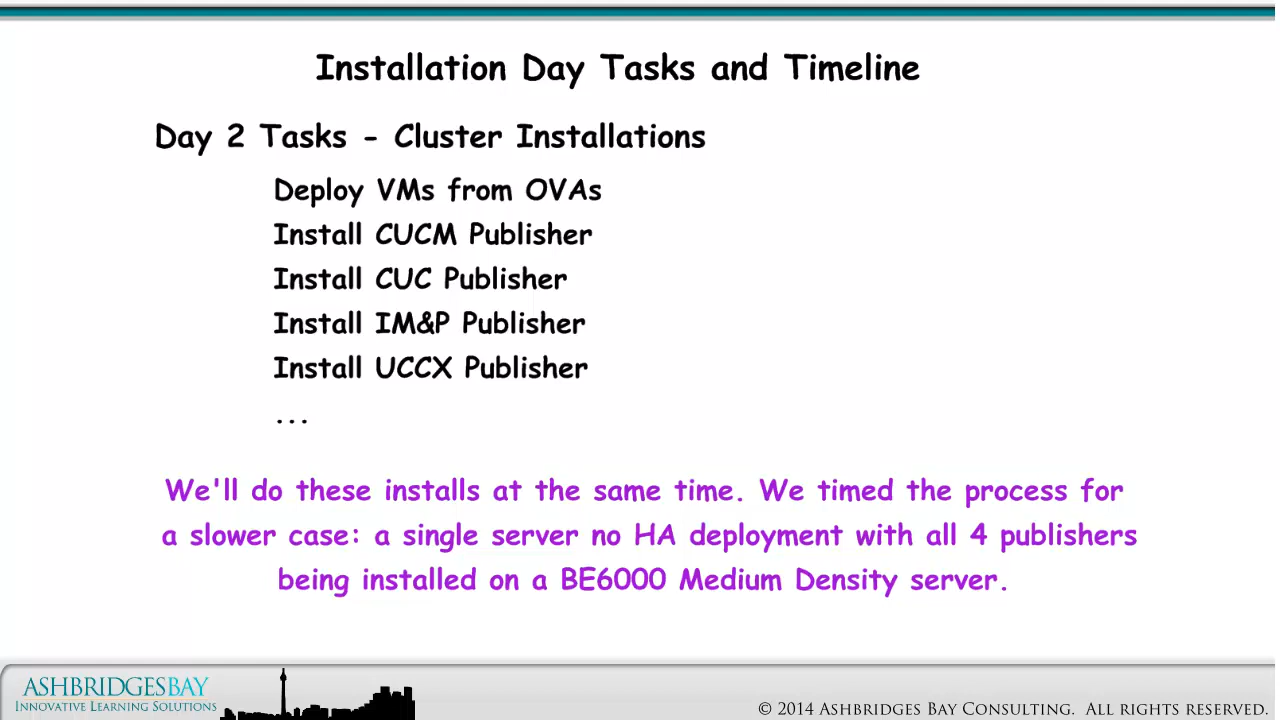 Installation Day Tasks and Timeline
Day 2 Tasks - Cluster Installations
Deploy VMs from OVAs
Install CUCM Publisher
Install CUC Publisher
Install IM&P Publisher
Install UCCX Publisher
...
We'll do these installs at the same time. We timed the process for
a slower case: a single server no HA deployment with all 4 publishers
being installed on a BE6000 Medium Density server.
ASHBRIDGESBAY
INNOVATIVE LEARNING SOLUTIONS
© 2014 ASHBRIDGES BAY CONSULTING. ALL RIGHTS RESERVED.